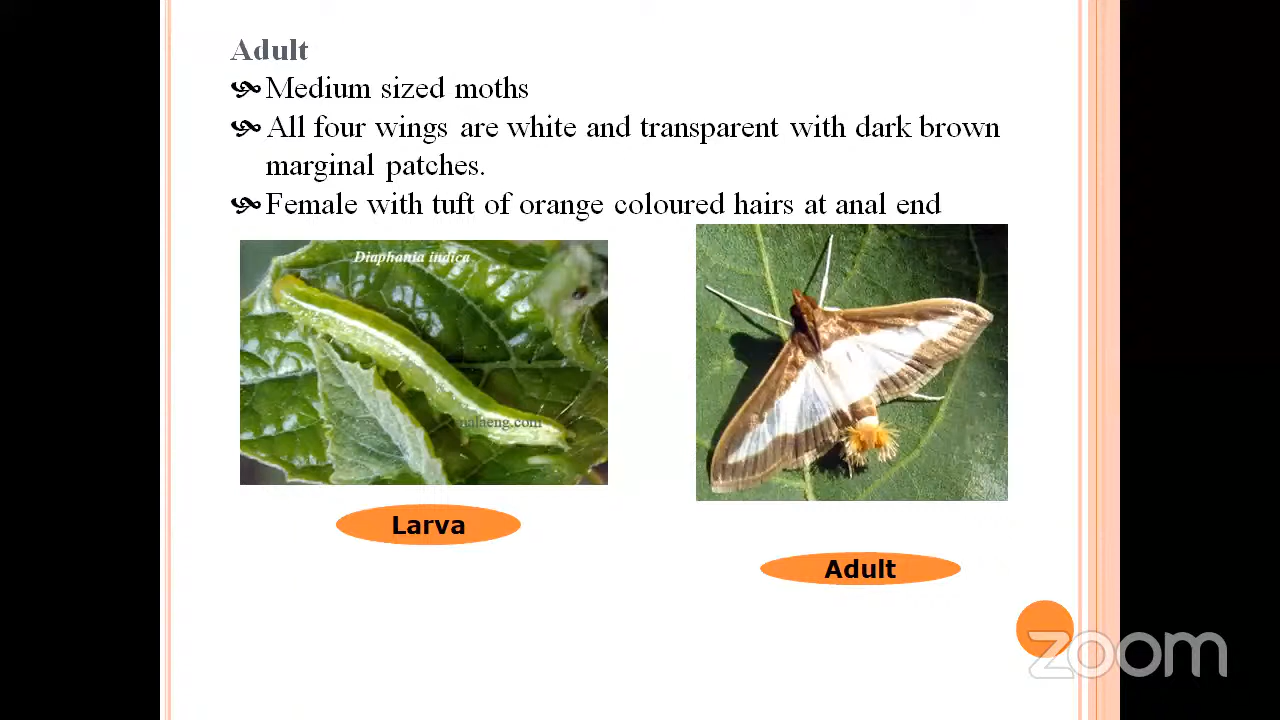 Adult
Medium sized moths
All four wings are white and transparent with dark brown
marginal patches.
Female with tuft of orange coloured hairs at anal end
Diaphania indica
Larva
Adult
zoom